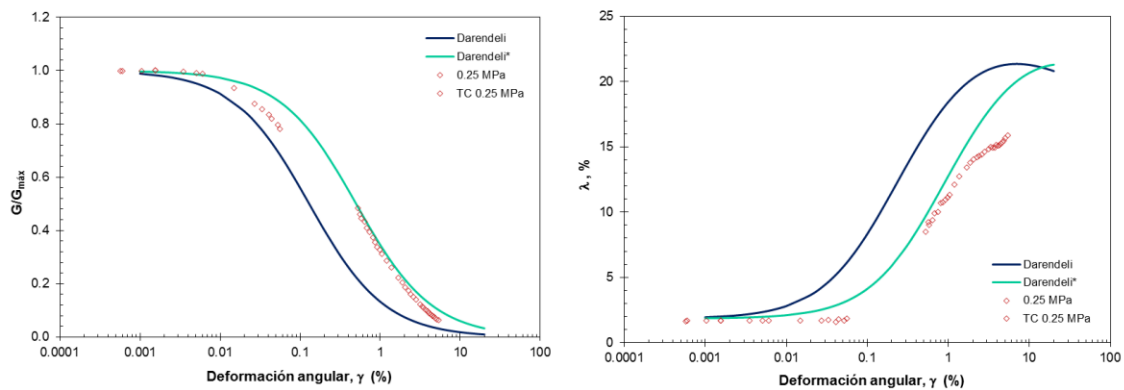 1.2
1.0
0.8
0.6
0.4
0.2
0.0
G/Gmáx
0.0001 0.001 0.01 0.1 1 10 100
Deformación angular, γ (%)
Darendeli
Darendeli*
0.25 MPa
TC 0.25 MPa
25
20
15
10
5
0
λ , %
0.0001 0.001 0.01 0.1 1 10 100
Deformación angular, γ (%)
Darendeli
Darendeli*
0.25 MPa
TC 0.25 MPa